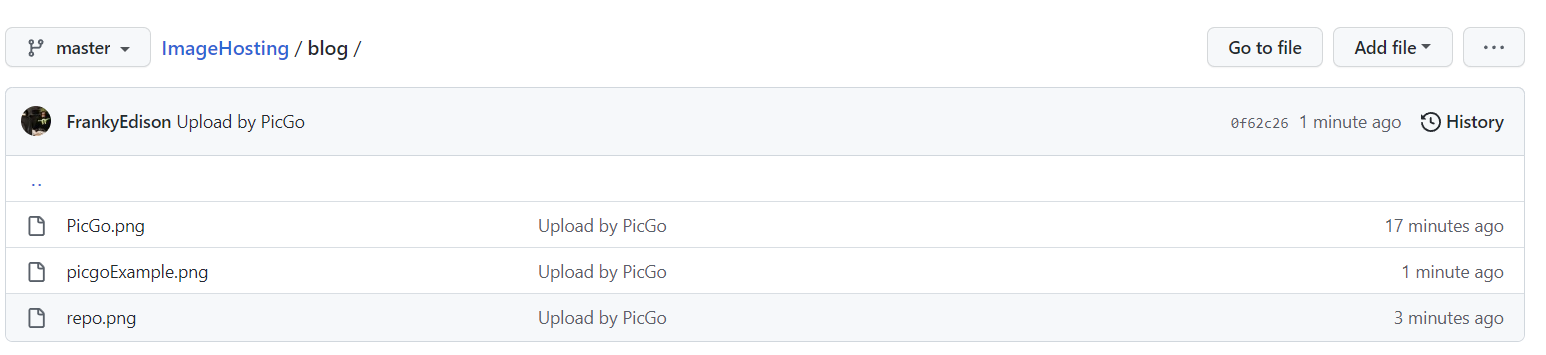 master ImageHosting / blog / Go to file Add file ...
FrankyEdison Upload by PicGo 0f62c26 1 minute ago History
..
PicGo.png Upload by PicGo 17 minutes ago
picgoExample.png Upload by PicGo 1 minute ago
repo.png Upload by PicGo 3 minutes ago